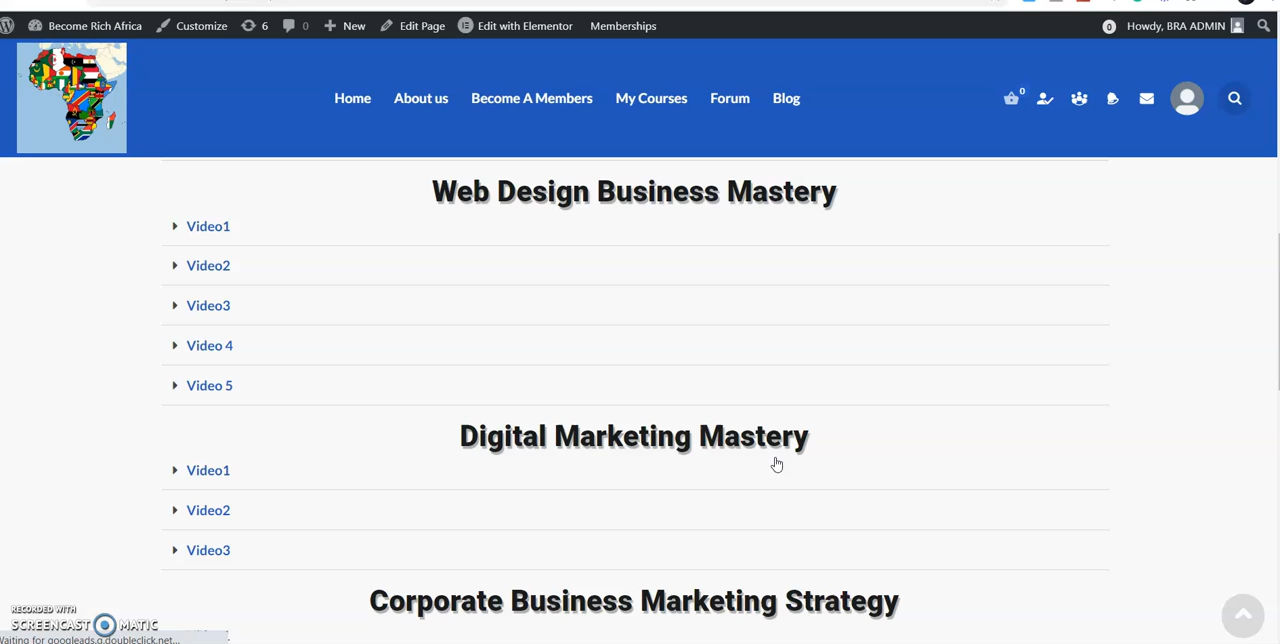 Become Rich Africa Customize 6 0 New Edit Page Edit with Elementor Memberships 0 Howdy, BRA ADMIN
Home About us Become A Members My Courses Forum Blog 0
Web Design Business Mastery
Video1
Video2
Video3
Video 4
Video 5
Digital Marketing Mastery
Video1
Video2
Video3
Corporate Business Marketing Strategy
RECORDED WITH
SCREENCAST MATIC
Waiting for googleads.g.doubleclick.net...